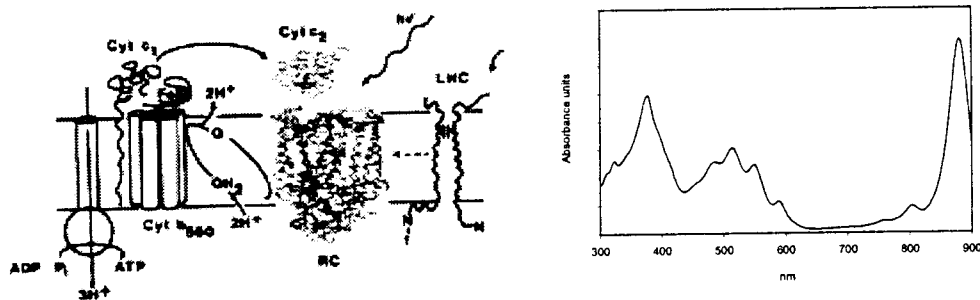 Cyt c₁
Cyt c₂
hν
LHC
2H⁺
Q
QH₂
2H⁺
Cyt b₅₆₀
N
N
RC
ADP Pᵢ ATP
3H⁺
Absorbance units
300 400 500 600 700 800 900
nm